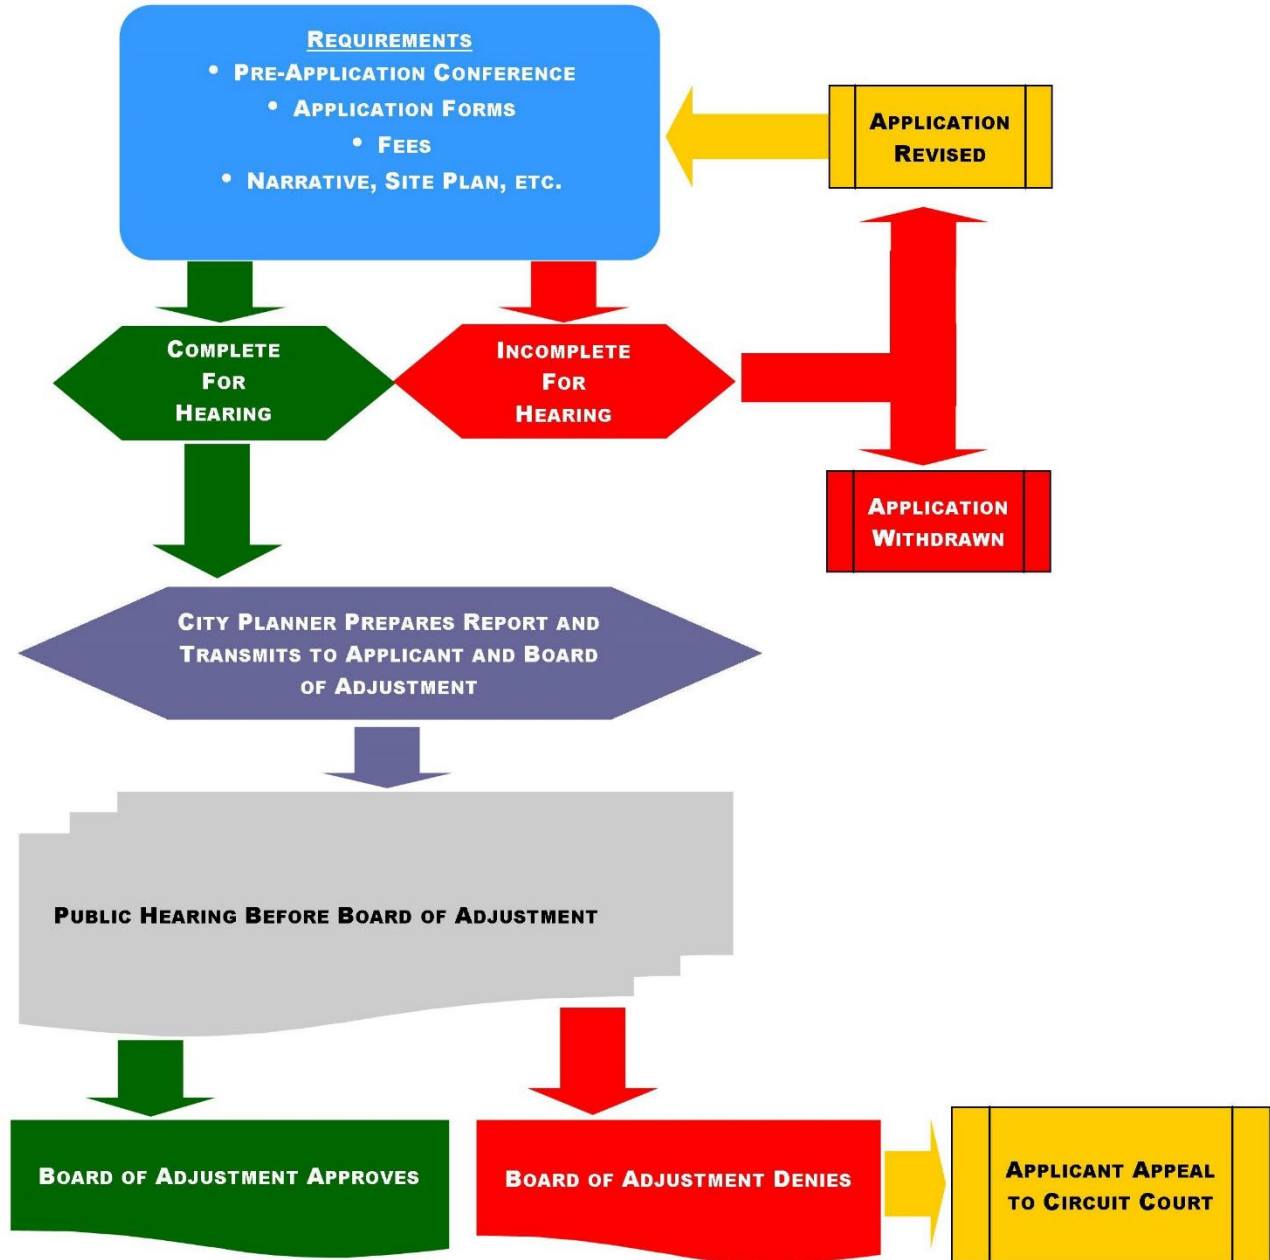 REQUIREMENTS
• PRE-APPLICATION CONFERENCE
• APPLICATION FORMS
• FEES
• NARRATIVE, SITE PLAN, ETC.
APPLICATION
REVISED
COMPLETE
FOR
HEARING
INCOMPLETE
FOR
HEARING
APPLICATION
WITHDRAWN
CITY PLANNER PREPARES REPORT AND
TRANSMITS TO APPLICANT AND BOARD
OF ADJUSTMENT
PUBLIC HEARING BEFORE BOARD OF ADJUSTMENT
BOARD OF ADJUSTMENT APPROVES
BOARD OF ADJUSTMENT DENIES
APPLICANT APPEAL
TO CIRCUIT COURT